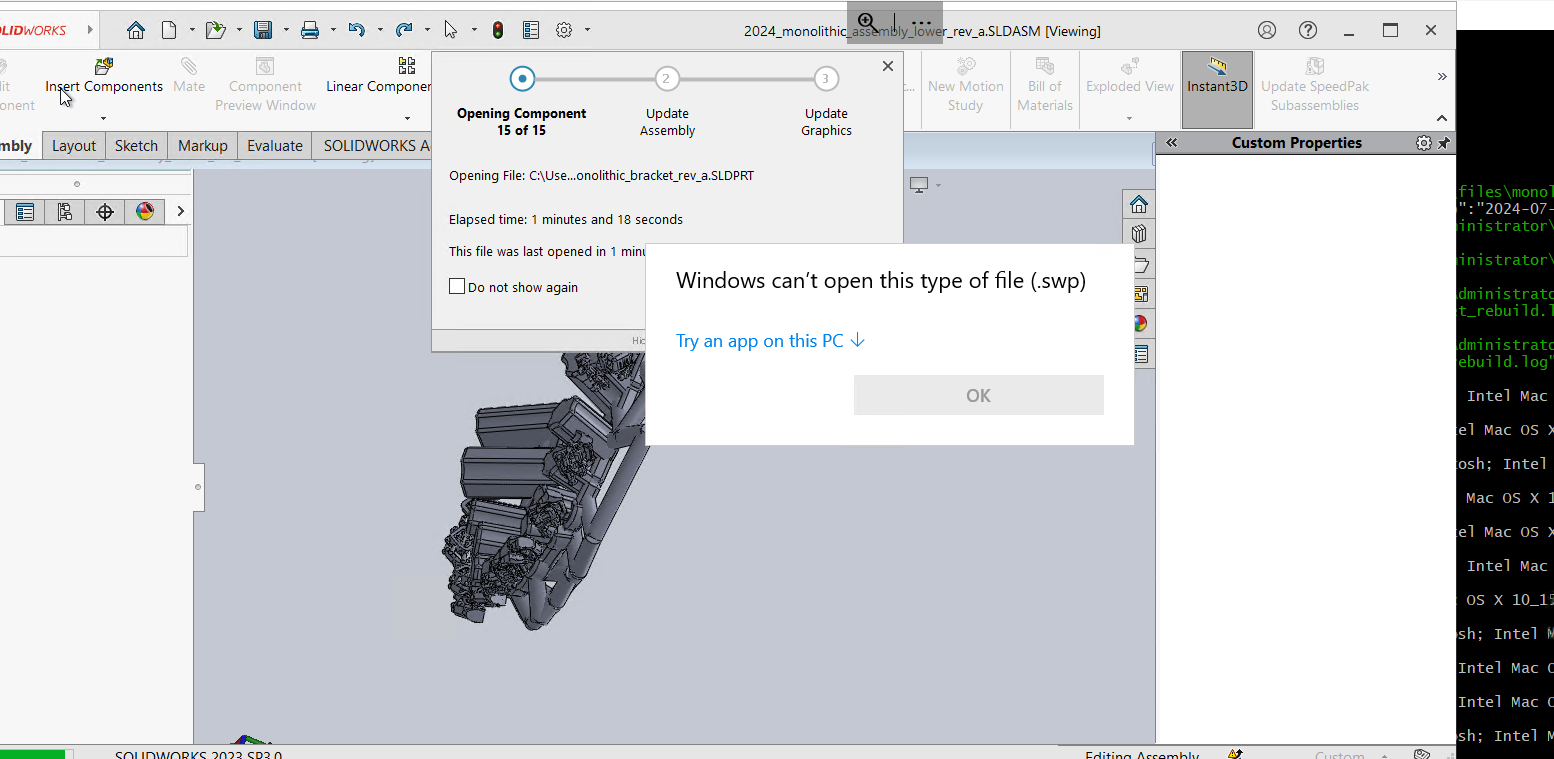 SOLIDWORKS
2024_monolithic_assembly_lower_rev_a.SLDASM [Viewing]
Insert Components
Mate
Component
Preview Window
Linear Componen
New Motion
Study
Bill of
Materials
Exploded View
Instant3D
Update SpeedPak
Subassemblies
mbly
Layout
Sketch
Markup
Evaluate
SOLIDWORKS A
1
2
3
Opening Component
15 of 15
Update
Assembly
Update
Graphics
Opening File: C:\Use...onolithic_bracket_rev_a.SLDPRT
Elapsed time: 1 minutes and 18 seconds
This file was last opened in 1 minu
Do not show again
Hid
Windows can’t open this type of file (.swp)
Try an app on this PC ↓
OK
Custom Properties
files\monol
":"2024-07-
inistrator\
inistrator\
dministrato
t_rebuild.l
dministrato
ebuild.log"
Intel Mac
el Mac OS X
osh; Intel
Mac OS X 1
el Mac OS X
Intel Mac
OS X 10_15
sh; Intel M
Intel Mac O
Intel Mac O
sh; Intel M
SOLIDWORKS 2023 SP3.0
Editing Assembly
Custom